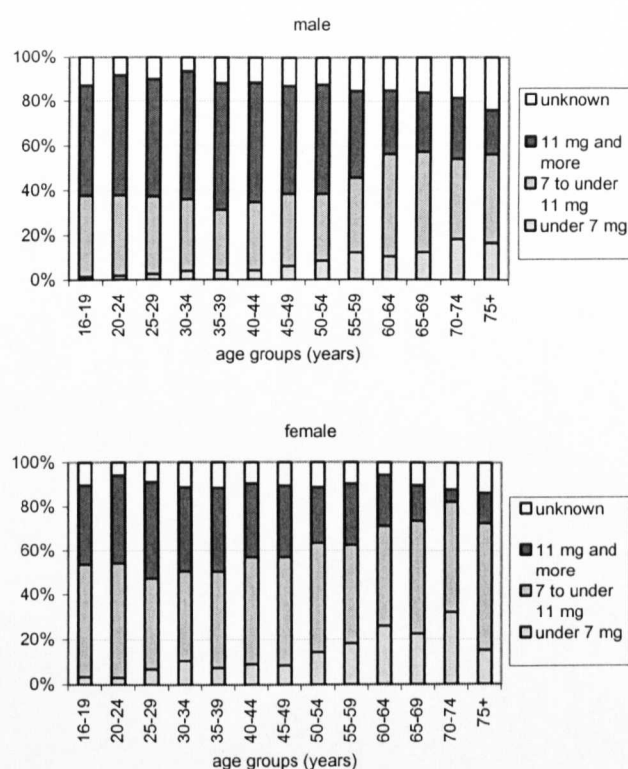 male
100%
80%
60%
40%
20%
0%
16-19
20-24
25-29
30-34
35-39
40-44
45-49
50-54
55-59
60-64
65-69
70-74
75+
age groups (years)
unknown
11 mg and
more
7 to under
11 mg
under 7 mg
female
100%
80%
60%
40%
20%
0%
16-19
20-24
25-29
30-34
35-39
40-44
45-49
50-54
55-59
60-64
65-69
70-74
75+
age groups (years)
unknown
11 mg and
more
7 to under
11 mg
under 7 mg